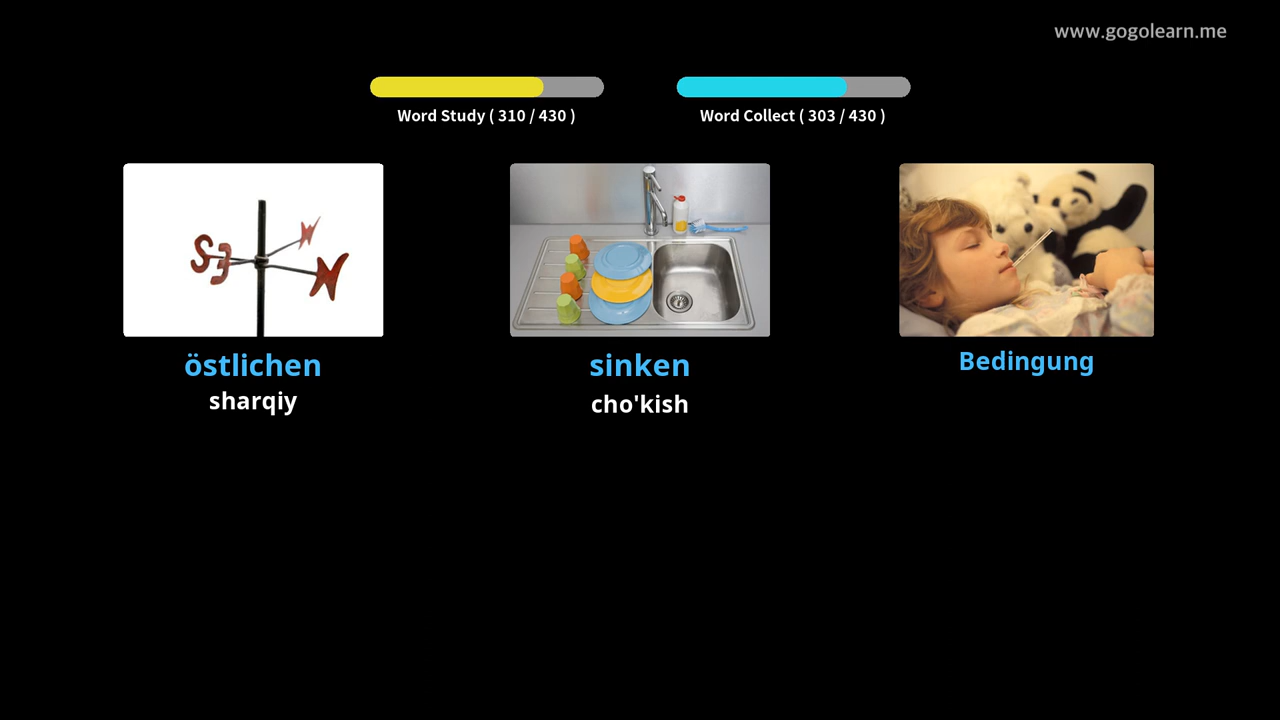 www.gogolearn.me
Word Study ( 310 / 430 )
Word Collect ( 303 / 430 )
S E N
östlichen
sinken
Bedingung
sharqiy
cho'kish